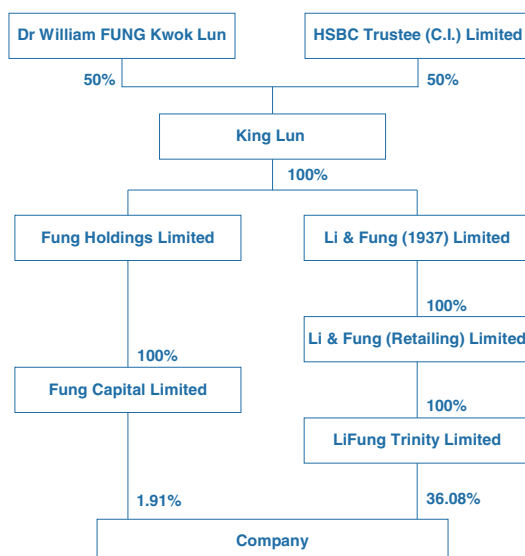 Dr William FUNG Kwok Lun
HSBC Trustee (C.I.) Limited
50%
50%
King Lun
100%
Fung Holdings Limited
Li & Fung (1937) Limited
100%
Li & Fung (Retailing) Limited
100%
Fung Capital Limited
100%
LiFung Trinity Limited
1.91%
36.08%
Company